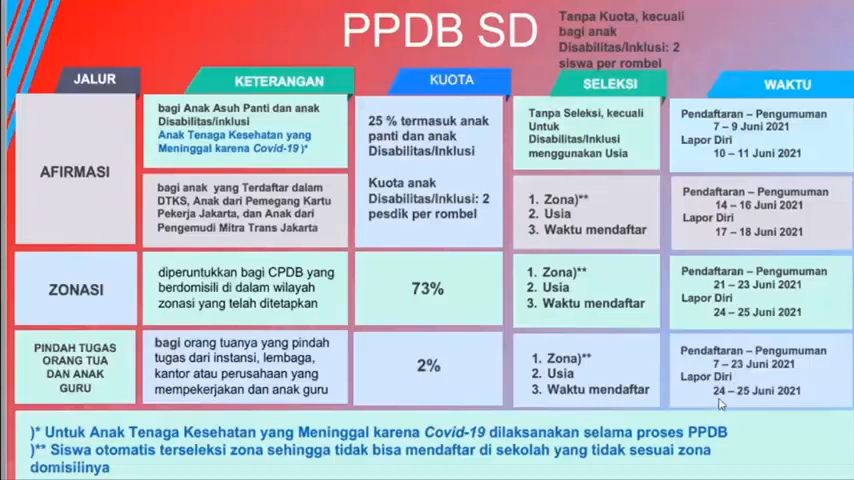 PPDB SD
Tanpa Kuota, kecuali
bagi anak
Disabilitas/Inklusi: 2
siswa per rombel
JALUR
KETERANGAN
KUOTA
SELEKSI
WAKTU
AFIRMASI
bagi Anak Asuh Panti dan anak
Disabilitas/inklusi
Anak Tenaga Kesehatan yang
Meninggal karena Covid-19 )*
25 % termasuk anak
panti dan anak
Disabilitas/Inklusi
Kuota anak
Disabilitas/Inklusi: 2
pesdik per rombel
Tanpa Seleksi, kecuali
Untuk
Disabilitas/Inklusi
menggunakan Usia
Pendaftaran – Pengumuman
7 – 9 Juni 2021
Lapor Diri
10 – 11 Juni 2021
bagi anak yang Terdaftar dalam
DTKS, Anak dari Pemegang Kartu
Pekerja Jakarta, dan Anak dari
Pengemudi Mitra Trans Jakarta
1. Zona)**
2. Usia
3. Waktu mendaftar
Pendaftaran – Pengumuman
14 – 16 Juni 2021
Lapor Diri
17 – 18 Juni 2021
ZONASI
diperuntukkan bagi CPDB yang
berdomisili di dalam wilayah
zonasi yang telah ditetapkan
73%
1. Zona)**
2. Usia
3. Waktu mendaftar
Pendaftaran – Pengumuman
21 – 23 Juni 2021
Lapor Diri
24 – 25 Juni 2021
PINDAH TUGAS
ORANG TUA
DAN ANAK
GURU
bagi orang tuanya yang pindah
tugas dari instansi, lembaga,
kantor atau perusahaan yang
mempekerjakan dan anak guru
2%
1. Zona)**
2. Usia
3. Waktu mendaftar
Pendaftaran – Pengumuman
7 – 23 Juni 2021
Lapor Diri
24 – 25 Juni 2021
)* Untuk Anak Tenaga Kesehatan yang Meninggal karena Covid-19 dilaksanakan selama proses PPDB
)** Siswa otomatis terseleksi zona sehingga tidak bisa mendaftar di sekolah yang tidak sesuai zona
domisilinya